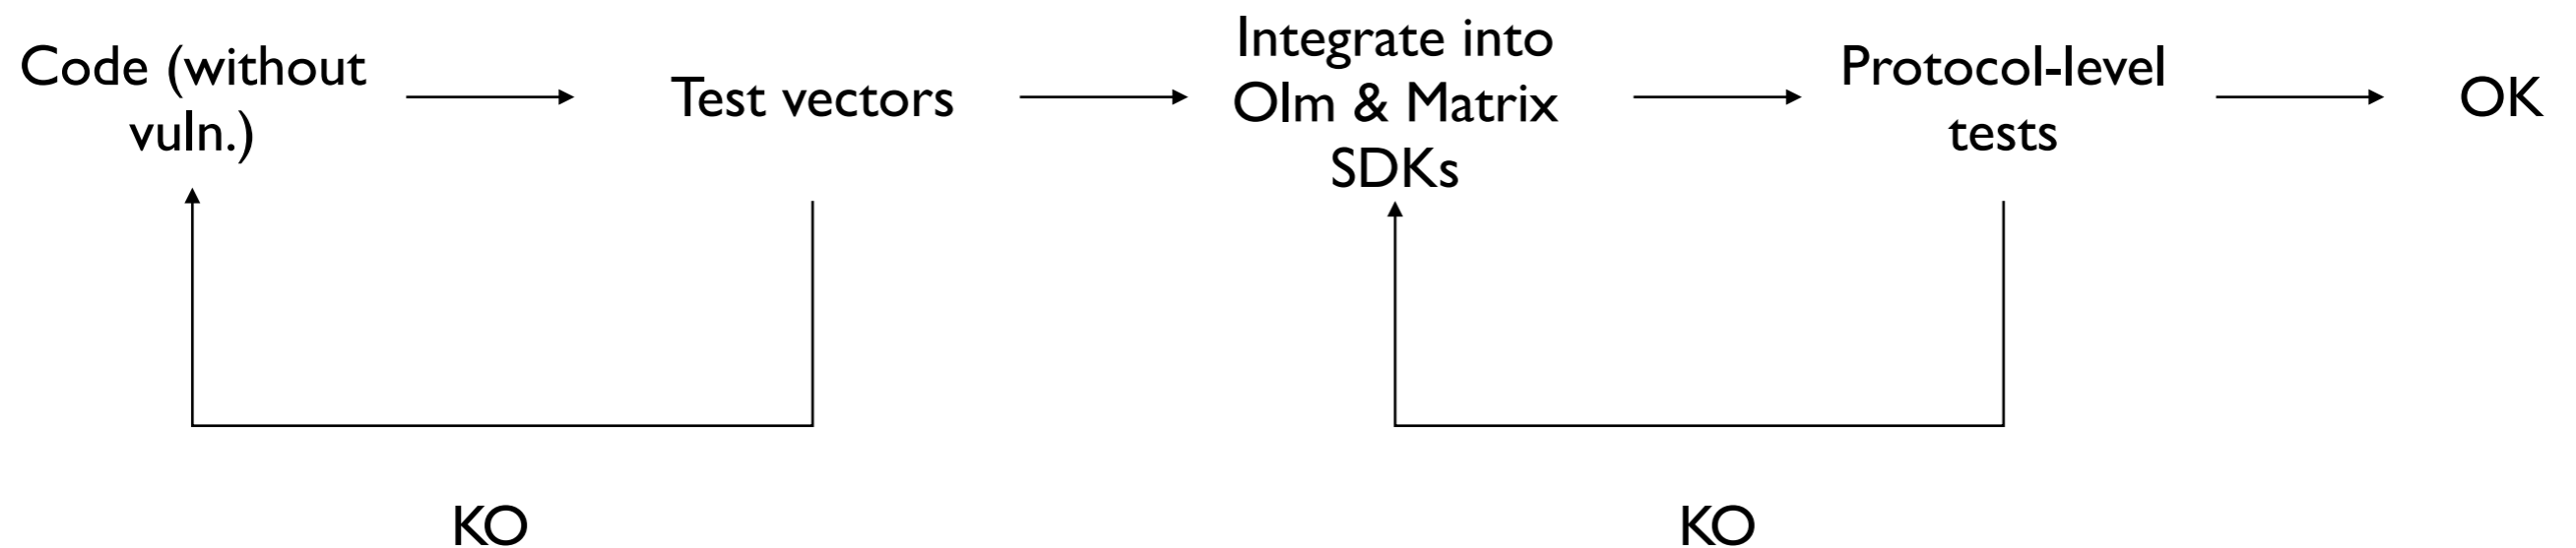 Code (without
vuln.)
Test vectors
Integrate into
Olm & Matrix
SDKs
Protocol-level
tests
OK
KO
KO